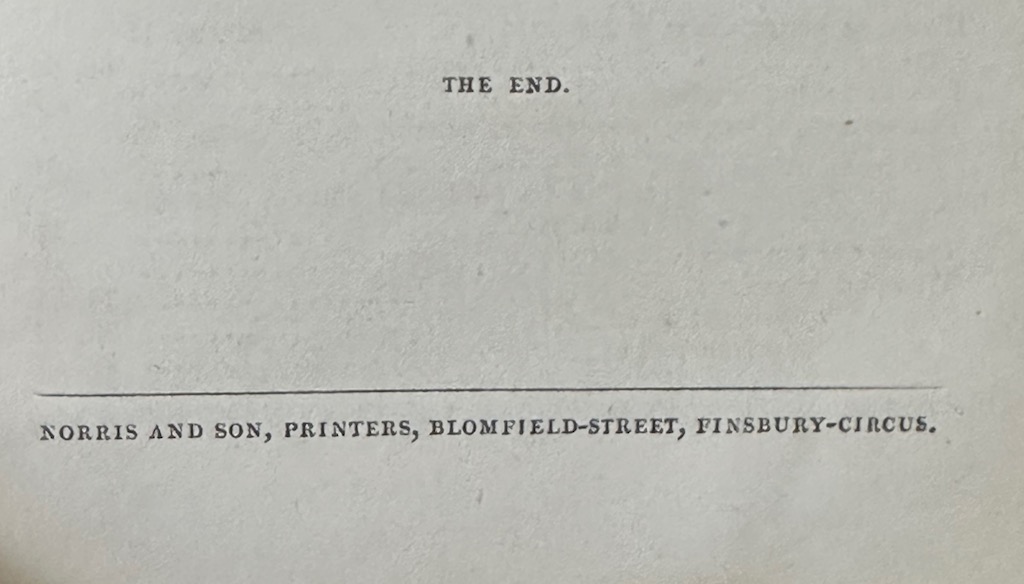 THE END.
NORRIS AND SON, PRINTERS, BLOMFIELD-STREET, FINSBURY-CIRCUS.